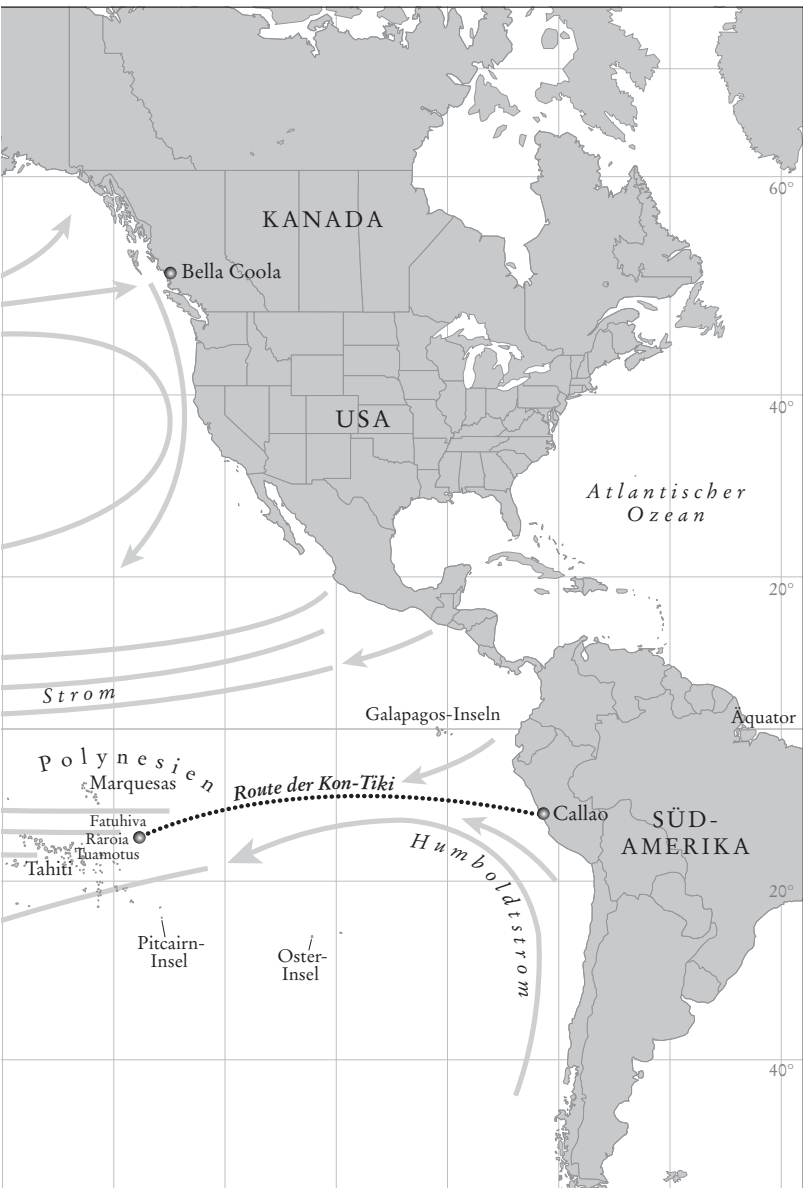 60°
KANADA
Bella Coola
40°
USA
Atlantischer
Ozean
20°
Strom
Galapagos-Inseln
Äquator
Polynesien
Marquesas
Route der Kon-Tiki
Fatuhiva
Callao
Raroia
Tuamotus
Tahiti
SÜD-
AMERIKA
Humboldtstrom
20°
Pitcairn-
Insel
Oster-
Insel
40°